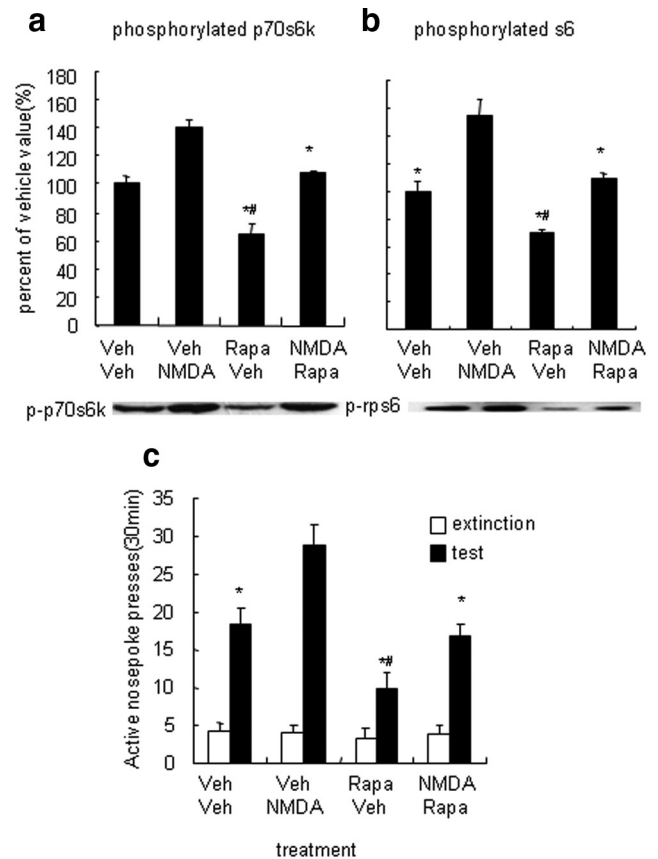 a phosphorylated p70s6k
b phosphorylated s6
percent of vehicle value(%)
180
160
140
120
100
80
60
40
20
0
*#
*
*
*#
*
Veh Veh Rapa NMDA
Veh NMDA Veh Rapa
Veh Veh Rapa NMDA
Veh NMDA Veh Rapa
p-p70s6k
p-rps6
c
Active nosepoke presses(30min)
35
30
25
20
15
10
5
0
extinction
test
*
*#
*
Veh Veh Rapa NMDA
Veh NMDA Veh Rapa
treatment